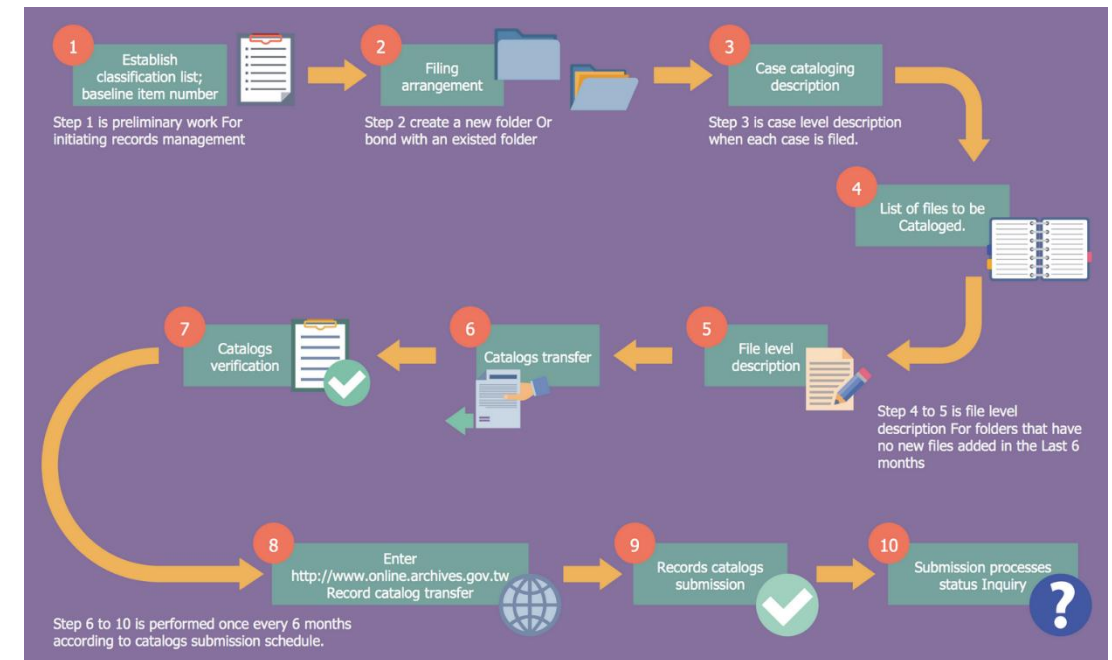 1
Establish
classification list;
baseline item number
Step 1 is preliminary work For
initiating records management
2
Filing
arrangement
Step 2 create a new folder Or
bond with an existed folder
3
Case cataloging
description
Step 3 is case level description
when each case is filed.
4
List of files to be
Cataloged.
5
File level
description
Step 4 to 5 is file level
description For folders that have
no new files added in the Last 6
months
6
Catalogs transfer
7
Catalogs
verification
8
Enter
http://www.online.archives.gov.tw
Record catalog transfer
Step 6 to 10 is performed once every 6 months
according to catalogs submission schedule.
9
Records catalogs
submission
10
Submission processes
status Inquiry
?